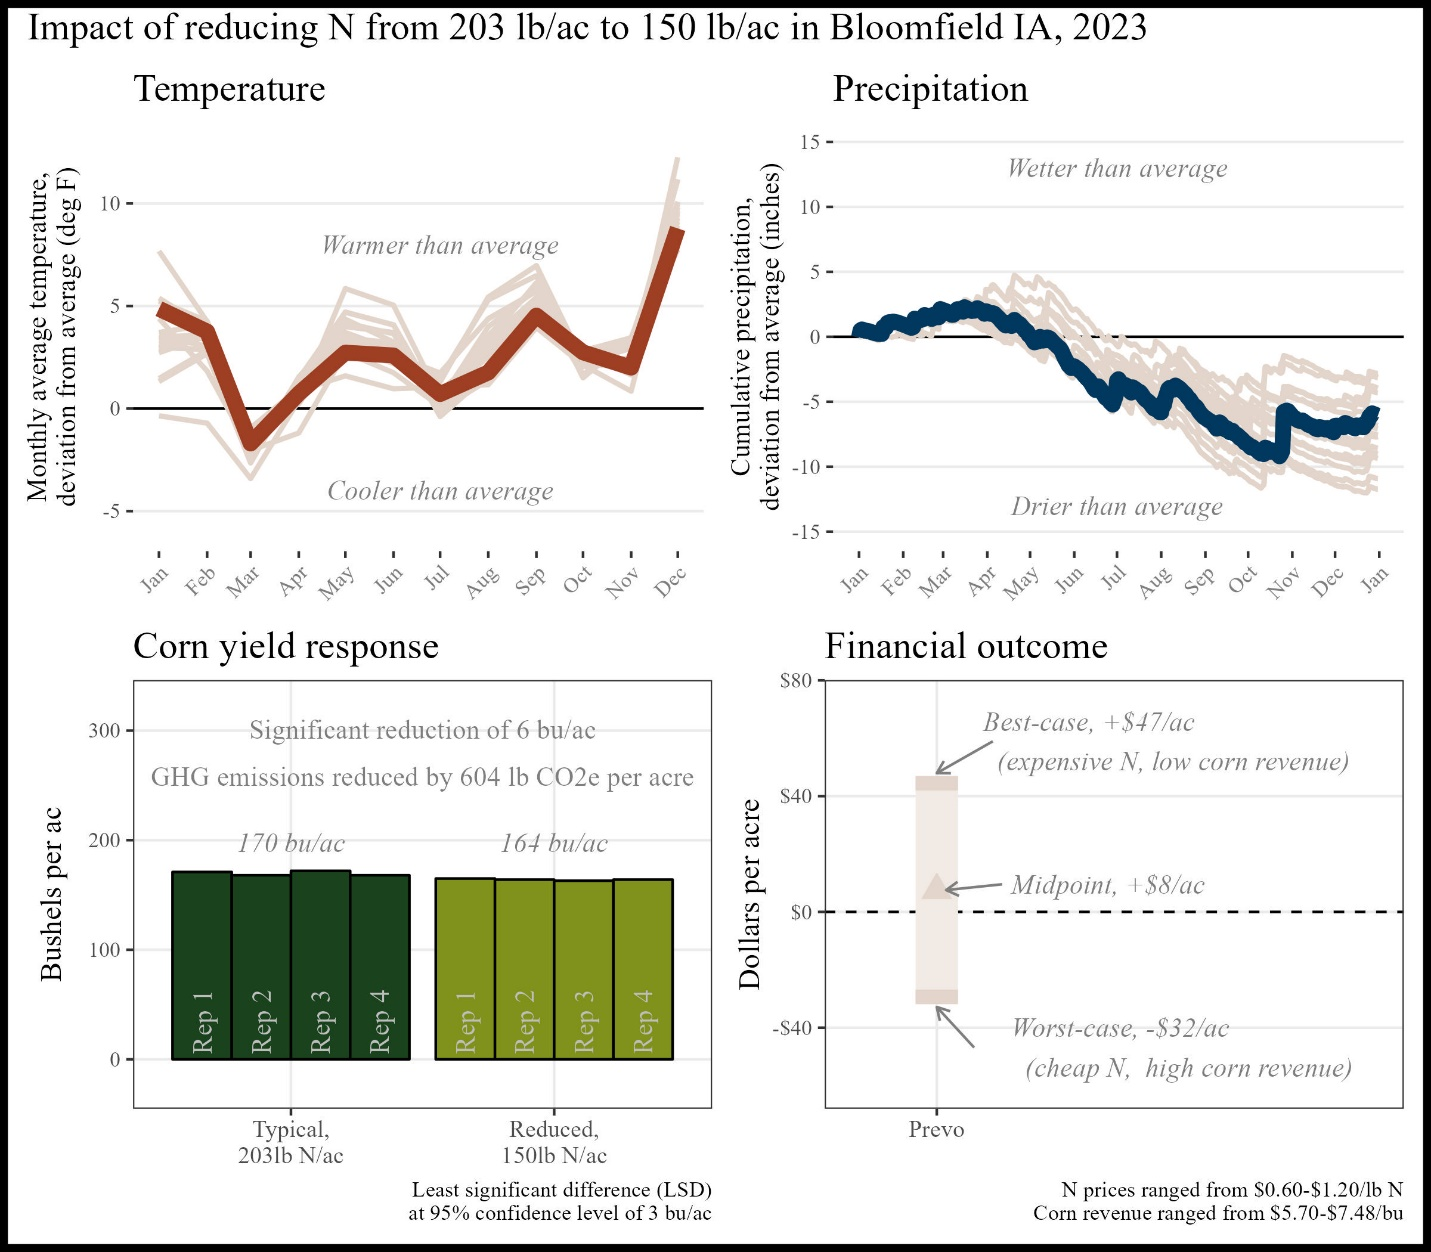 Impact of reducing N from 203 lb/ac to 150 lb/ac in Bloomfield IA, 2023
Temperature
Monthly average temperature,
deviation from average (deg F)
10
5
0
-5
Warmer than average
Cooler than average
Jan
Feb
Mar
Apr
May
Jun
Jul
Aug
Sep
Oct
Nov
Dec
Precipitation
Cumulative precipitation,
deviation from average (inches)
15
10
5
0
-5
-10
-15
Wetter than average
Drier than average
Jan
Feb
Mar
Apr
May
Jun
Jul
Aug
Sep
Oct
Nov
Dec
Jan
Corn yield response
Bushels per ac
300
200
100
0
Significant reduction of 6 bu/ac
GHG emissions reduced by 604 lb CO2e per acre
170 bu/ac
164 bu/ac
Rep 1
Rep 2
Rep 3
Rep 4
Rep 1
Rep 2
Rep 3
Rep 4
Typical,
203lb N/ac
Reduced,
150lb N/ac
Least significant difference (LSD)
at 95% confidence level of 3 bu/ac
Financial outcome
Dollars per acre
$80
$40
$0
-$40
Best-case, +$47/ac
(expensive N, low corn revenue)
Midpoint, +$8/ac
Worst-case, -$32/ac
(cheap N,  high corn revenue)
Prevo
N prices ranged from $0.60-$1.20/lb N
Corn revenue ranged from $5.70-$7.48/bu